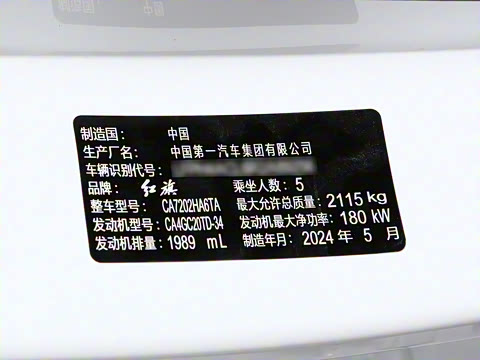 制造国： 中国
生产厂名： 中国第一汽车集团有限公司
车辆识别代号：
品牌： 红旗 乘坐人数：5
整车型号： CA7202HA6TA 最大允许总质量：2115 kg
发动机型号：CA4GC20TD-34 发动机最大净功率：180 kW
发动机排量：1989 mL 制造年月：2024 年 5 月